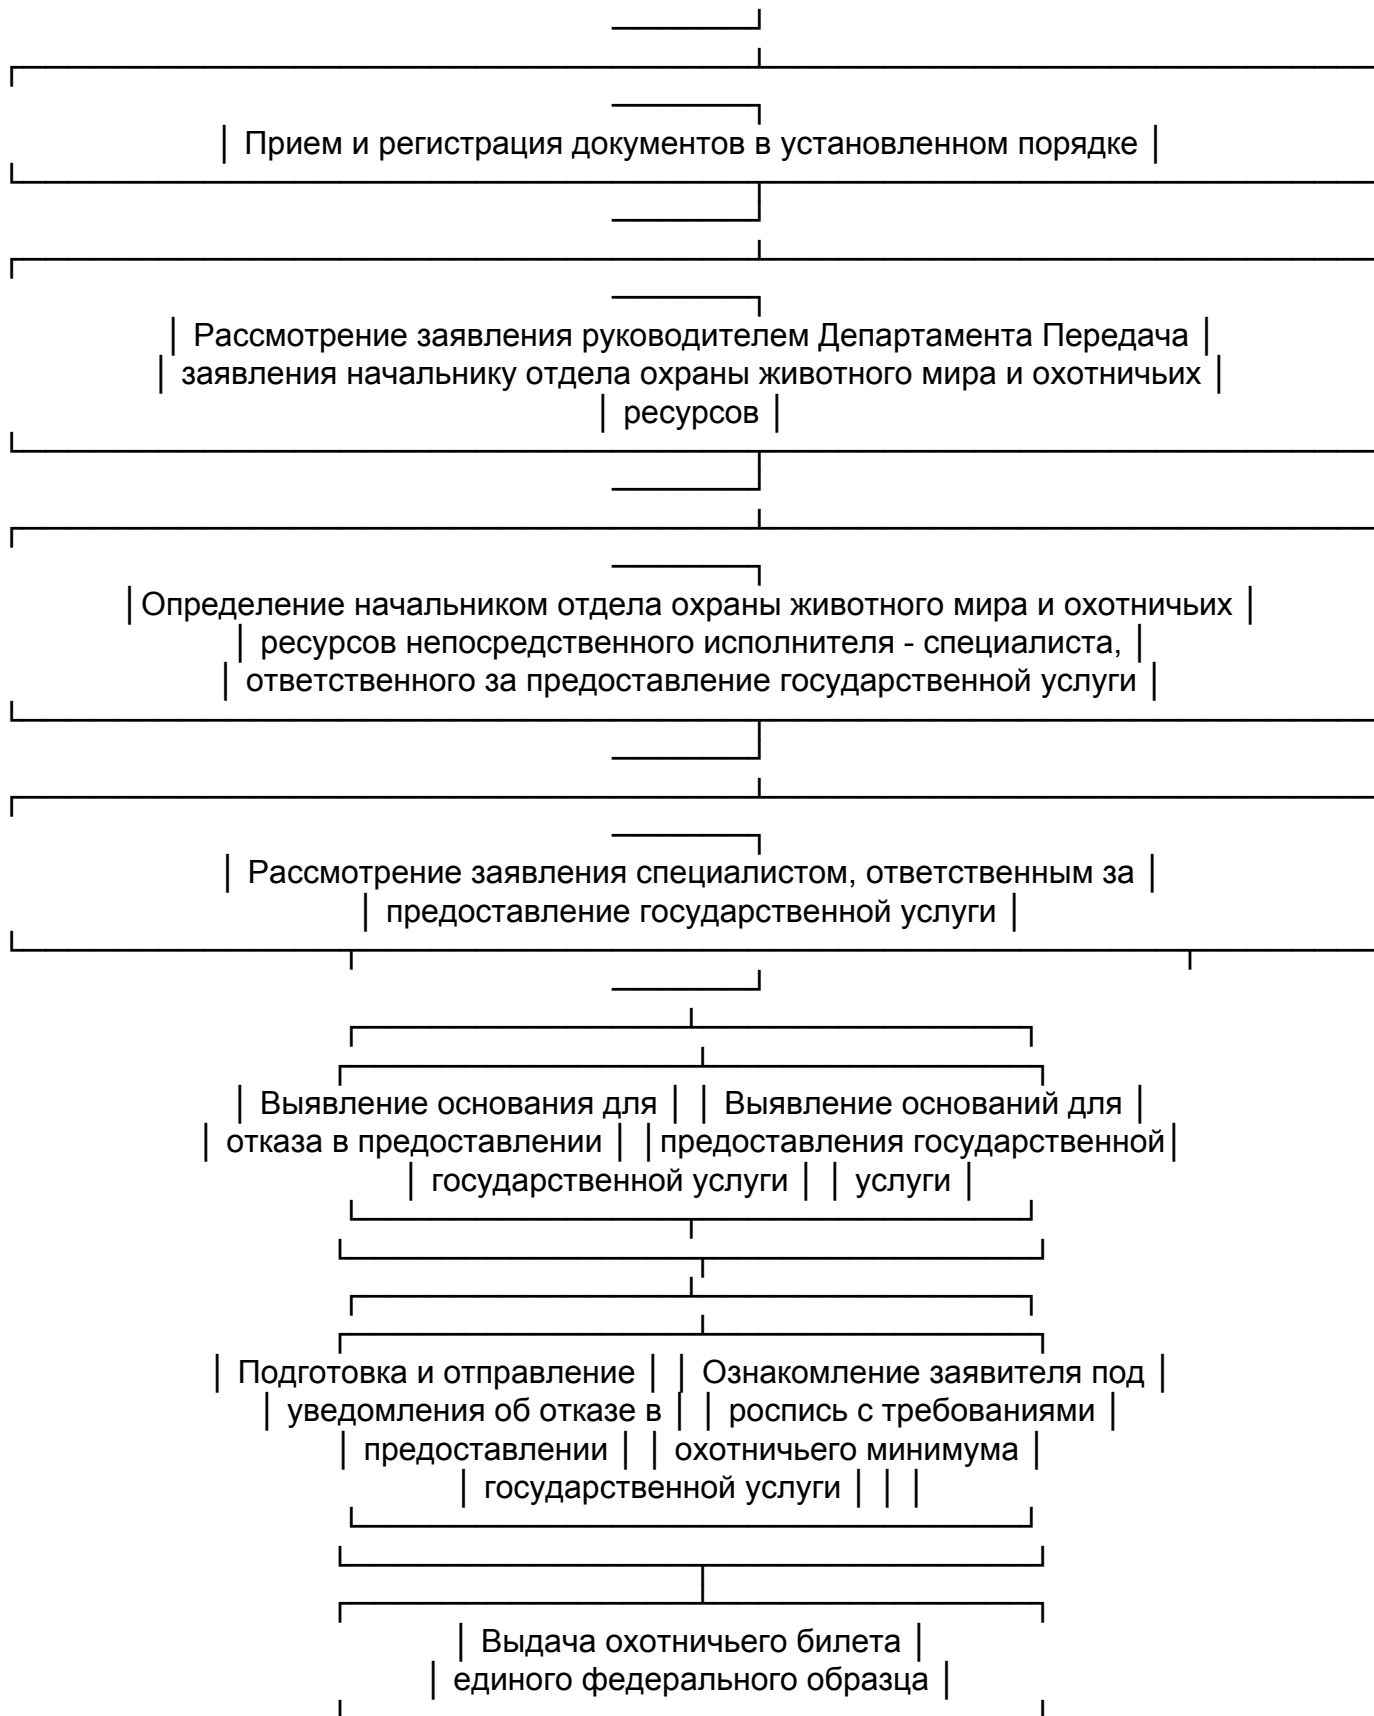 Прием и регистрация документов в установленном порядке
Рассмотрение заявления руководителем Департамента Передача
заявления начальнику отдела охраны животного мира и охотничьих
ресурсов
Определение начальником отдела охраны животного мира и охотничьих
ресурсов непосредственного исполнителя - специалиста,
ответственного за предоставление государственной услуги
Рассмотрение заявления специалистом, ответственным за
предоставление государственной услуги
| Выявление основания для | | Выявление оснований для |
| отказа в предоставлении | |предоставления государственной|
| государственной услуги | | услуги |
| Подготовка и отправление | | Ознакомление заявителя под |
| уведомления об отказе в | | роспись с требованиями |
| предоставлении | | охотничьего минимума |
| государственной услуги | | |
Выдача охотничьего билета
единого федерального образца